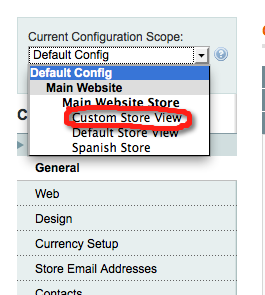 Current Configuration Scope:
Default Config
Default Config
Main Website
Main Website Store
Custom Store View
Default Store View
Spanish Store
General
Web
Design
Currency Setup
Store Email Addresses
Contacts